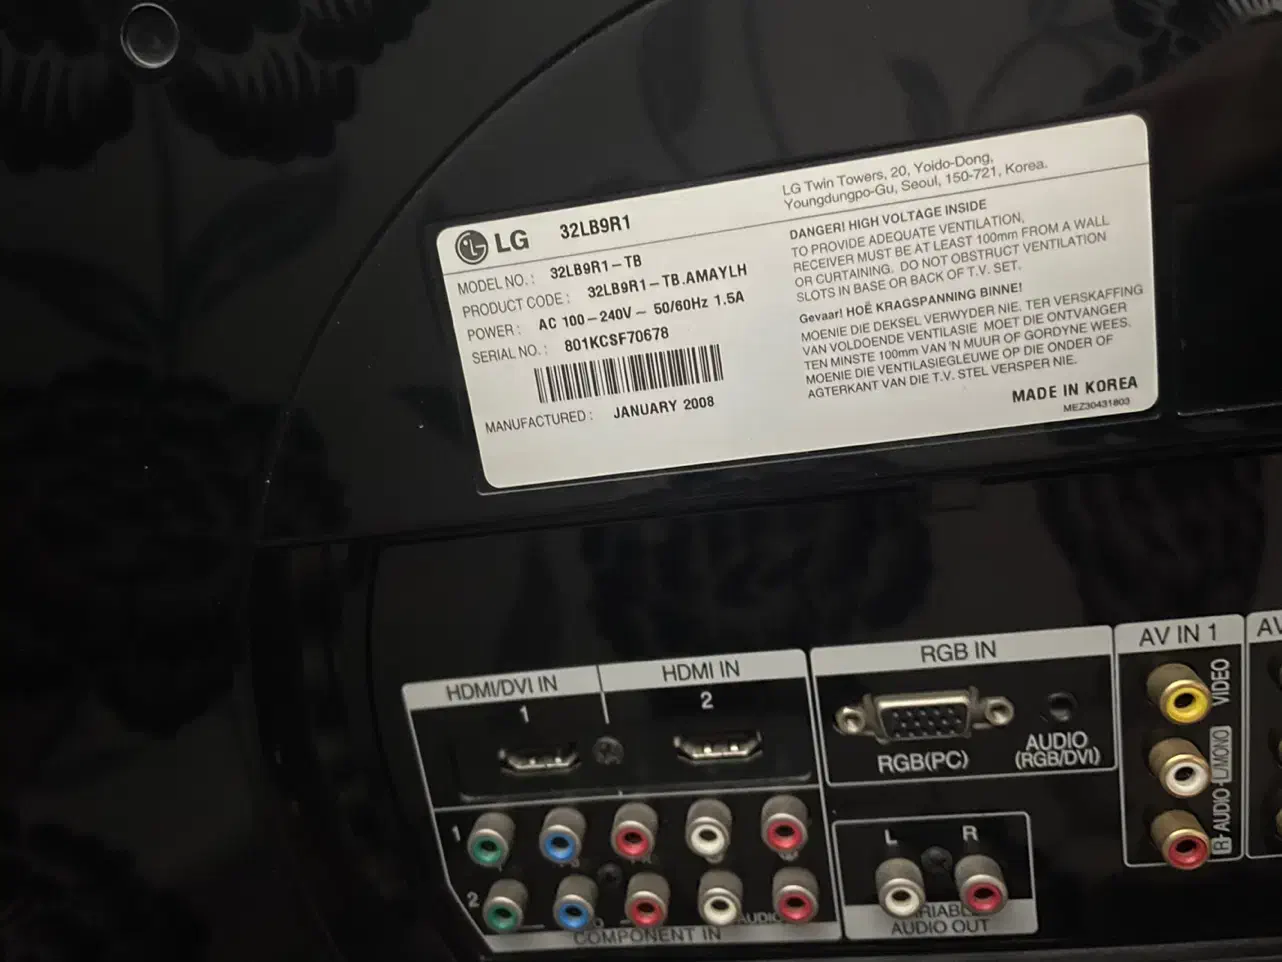 LG 32LB9R1
LG Twin Towers, 20, Yoido-Dong,
Youngdungpo-Gu, Seoul, 150-721, Korea.
MODEL NO. : 32LB9R1-TB
PRODUCT CODE : 32LB9R1-TB.AMAYLH
POWER : AC 100-240V~ 50/60Hz 1.5A
SERIAL NO. : 801KCSF70678
MANUFACTURED : JANUARY 2008
DANGER! HIGH VOLTAGE INSIDE
TO PROVIDE ADEQUATE VENTILATION,
RECEIVER MUST BE AT LEAST 100mm FROM A WALL
OR CURTAINING. DO NOT OBSTRUCT VENTILATION
SLOTS IN BASE OR BACK OF T.V. SET.
Gevaar! HOË KRAGSPANNING BINNE!
MOENIE DIE DEKSEL VERWYDER NIE. TER VERSKAFFING
VAN VOLDOENDE VENTILASIE MOET DIE ONTVANGER
TEN MINSTE 100mm VAN 'N MUUR OF GORDYNE WEES.
MOENIE DIE VENTILASIEGLEUWE OP DIE ONDER OF
AGTERKANT VAN DIE T.V. STEL VERSPER NIE.
MADE IN KOREA
MEZ30431803
HDMI/DVI IN
1
HDMI IN
2
RGB IN
RGB(PC)
AUDIO
(RGB/DVI)
AV IN 1
VIDEO
L/MONO
R-AUDIO-
AV
1
2
AUDIO
COMPONENT IN
L R
AUDIO OUT